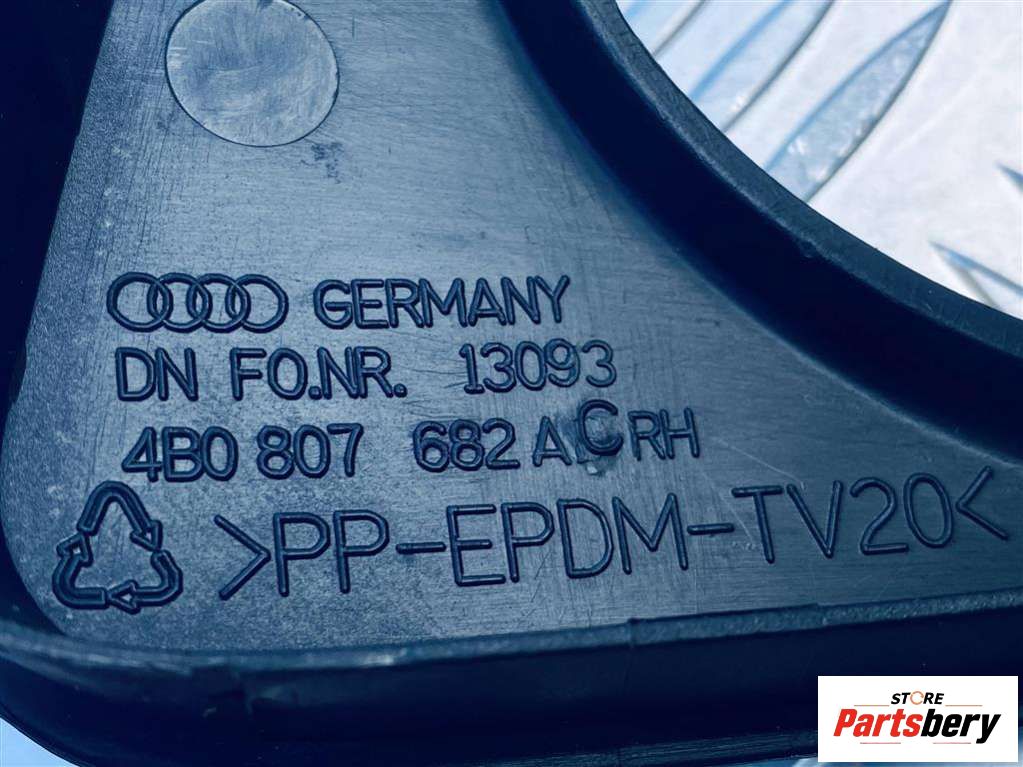 GERMANY
DN FO.NR. 13093
4B0 807 682 A C RH
>PP-EPDM-TV20<
STORE
Partsbery